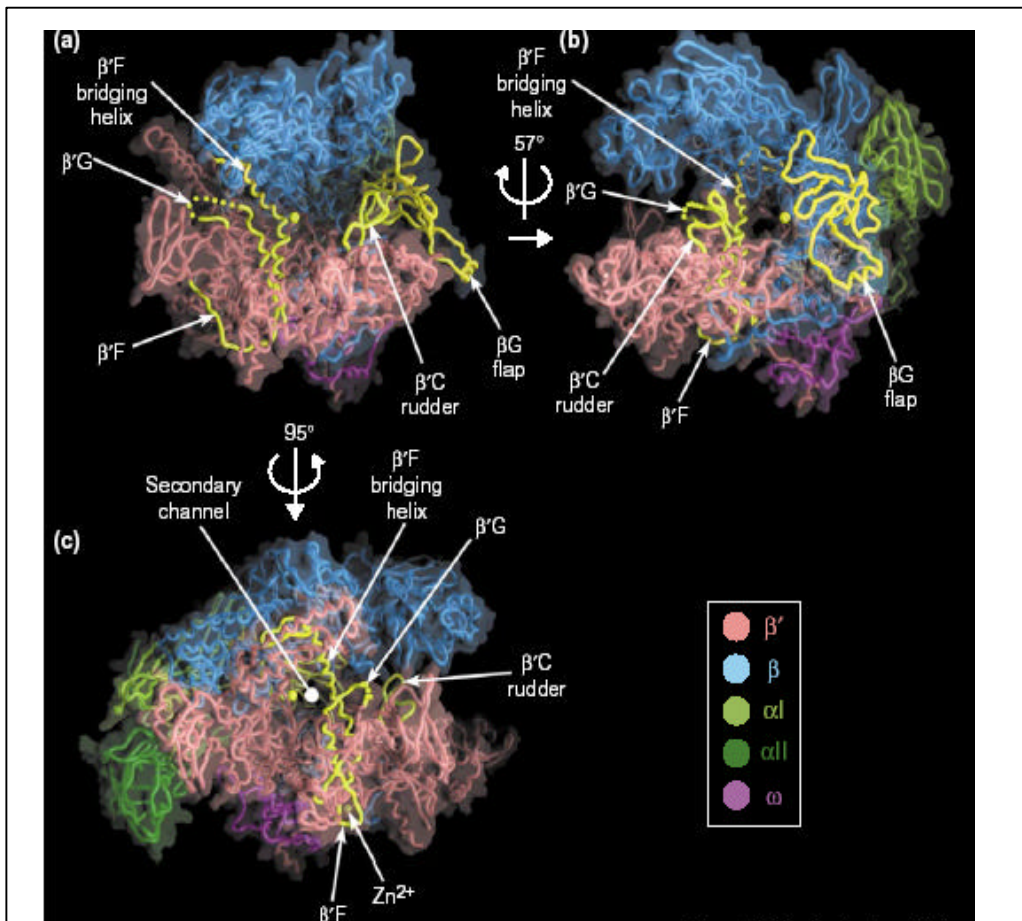 (a)
β′F
bridging
helix
β′G
β′F
β′C
rudder
βG
flap
57°
(b)
β′F
bridging
helix
β′G
β′C
rudder
β′F
βG
flap
95°
(c)
Secondary
channel
β′F
bridging
helix
β′G
β′C
rudder
Zn²⁺
β′F
β′
β
αI
αII
ω